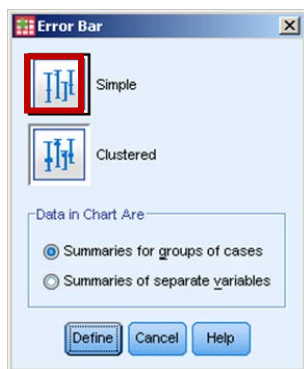 Error Bar
Simple
Clustered
Data in Chart Are
Summaries for groups of cases
Summaries of separate variables
Define Cancel Help